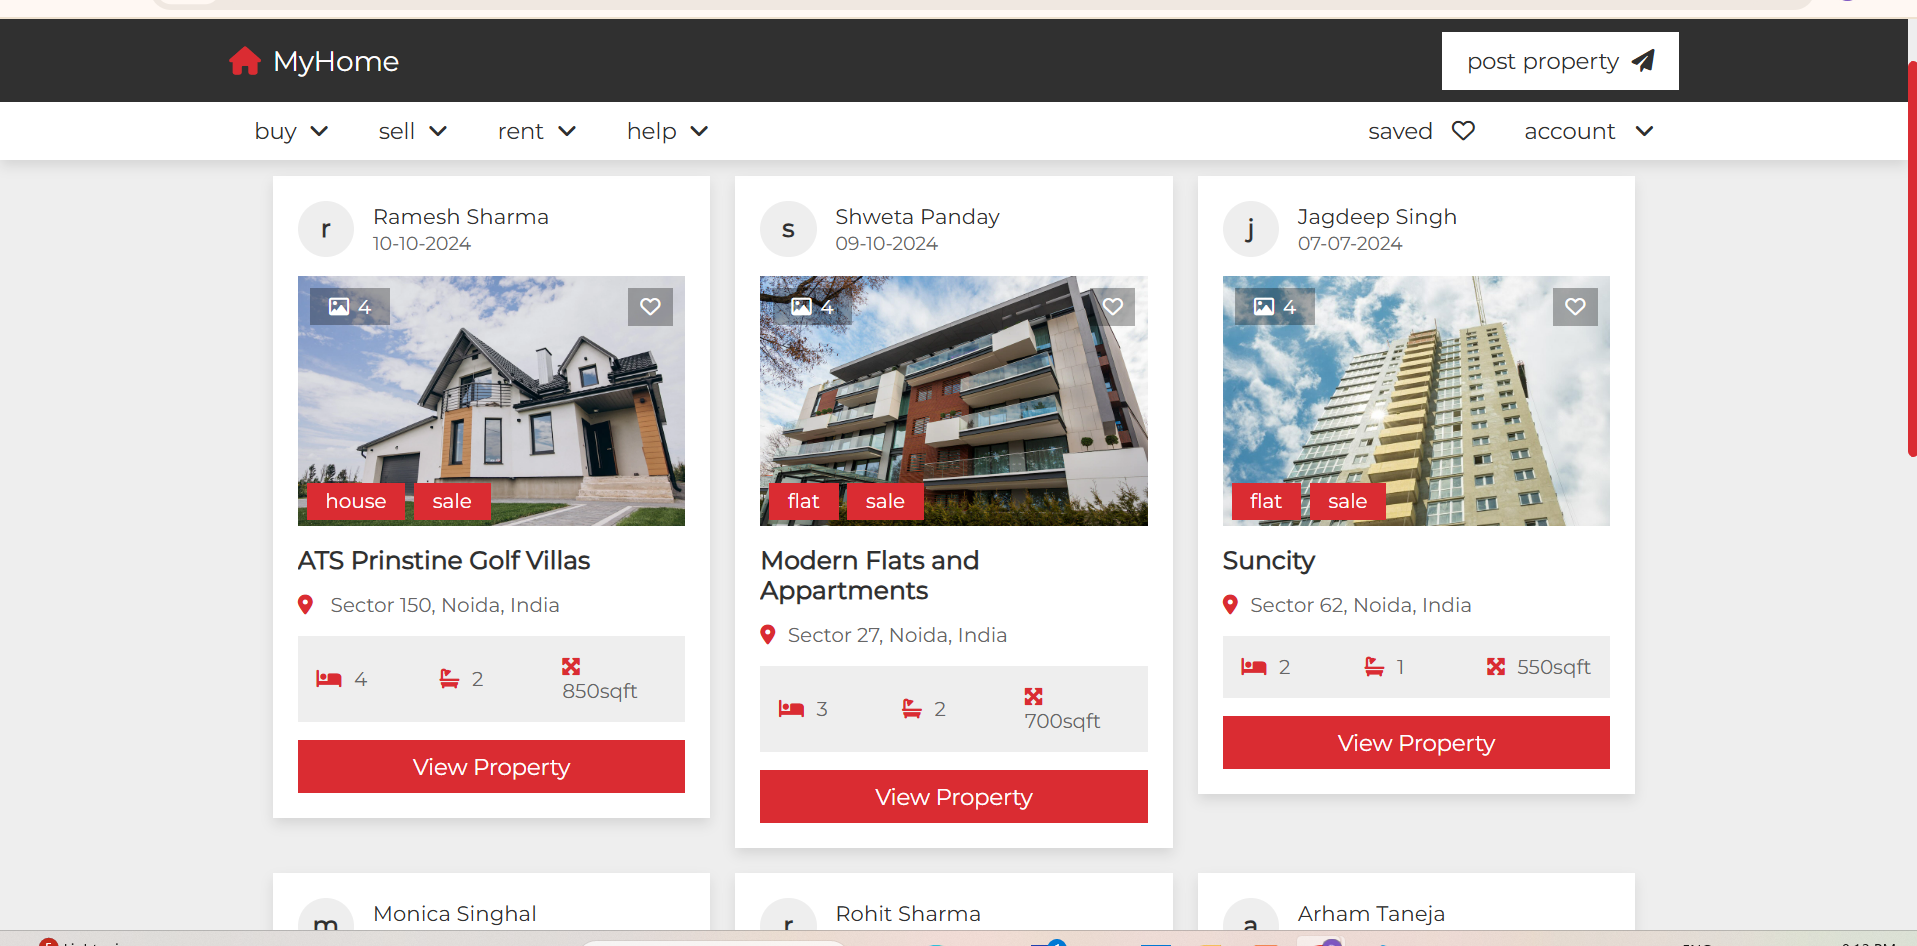 MyHome
post property
buy sell rent help saved account
r
Ramesh Sharma
10-10-2024
4
house sale
ATS Prinstine Golf Villas
Sector 150, Noida, India
4 2 850sqft
View Property
s
Shweta Panday
09-10-2024
4
flat sale
Modern Flats and
Appartments
Sector 27, Noida, India
3 2 700sqft
View Property
j
Jagdeep Singh
07-07-2024
4
flat sale
Suncity
Sector 62, Noida, India
2 1 550sqft
View Property
m
Monica Singhal
r
Rohit Sharma
a
Arham Taneja